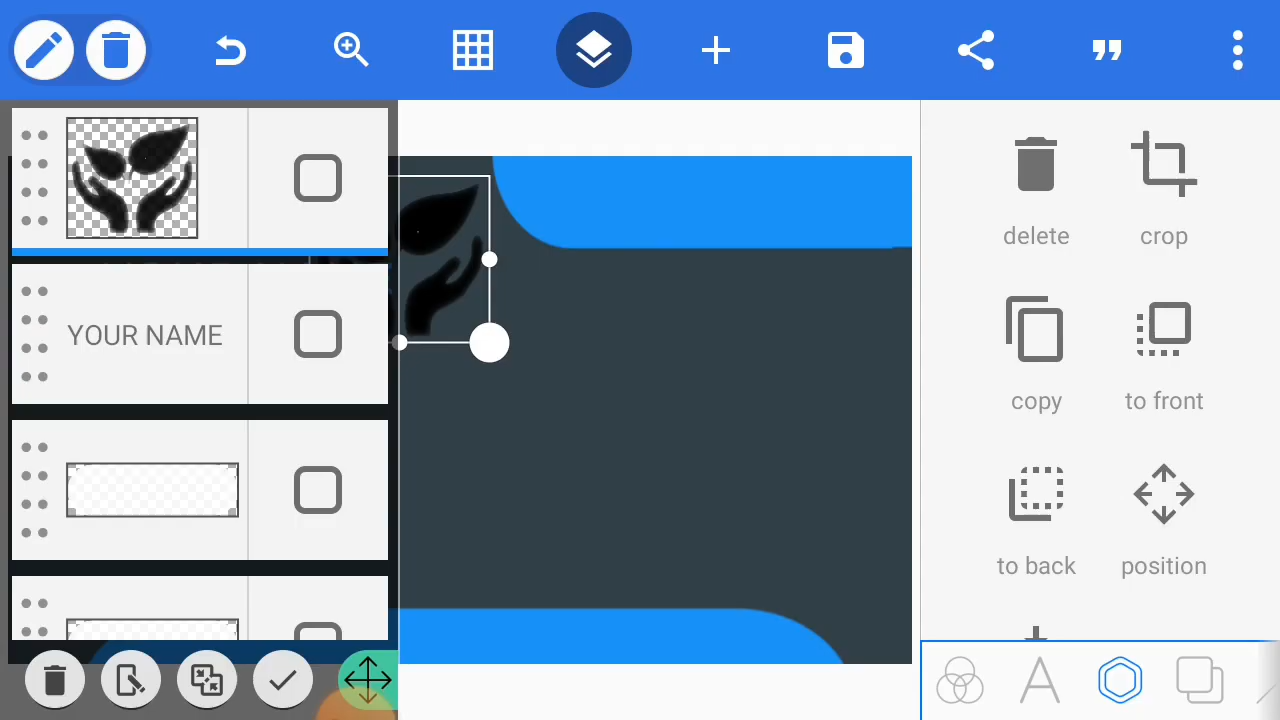 YOUR NAME
delete
crop
copy
to front
to back
position